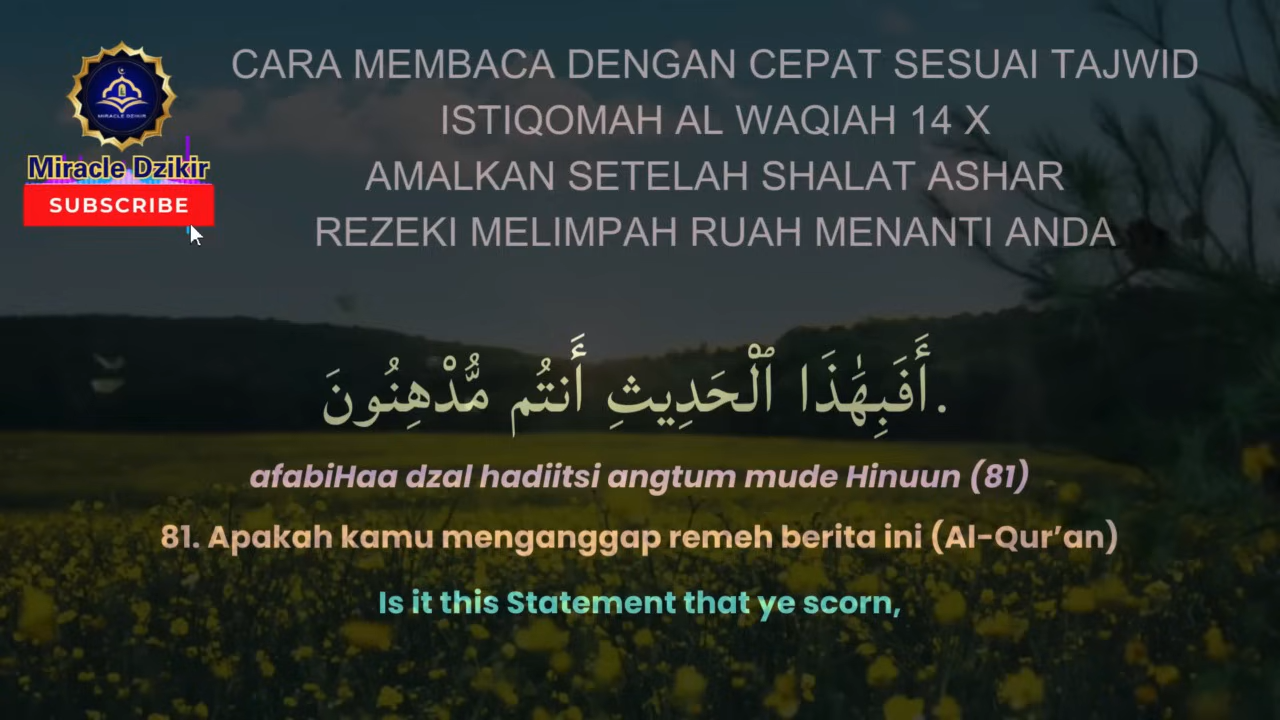 CARA MEMBACA DENGAN CEPAT SESUAI TAJWID
ISTIQOMAH AL WAQIAH 14 X
AMALKAN SETELAH SHALAT ASHAR
REZEKI MELIMPAH RUAH MENANTI ANDA
MIRACLE DZIKIR
Miracle Dzikir
SUBSCRIBE
أَفَبِهَٰذَا ٱلْحَدِيثِ أَنتُم مُّدْهِنُونَ.
afabiHaa dzal hadiitsi angtum mude Hinuun (81)
81. Apakah kamu menganggap remeh berita ini (Al-Qur’an)
Is it this Statement that ye scorn,